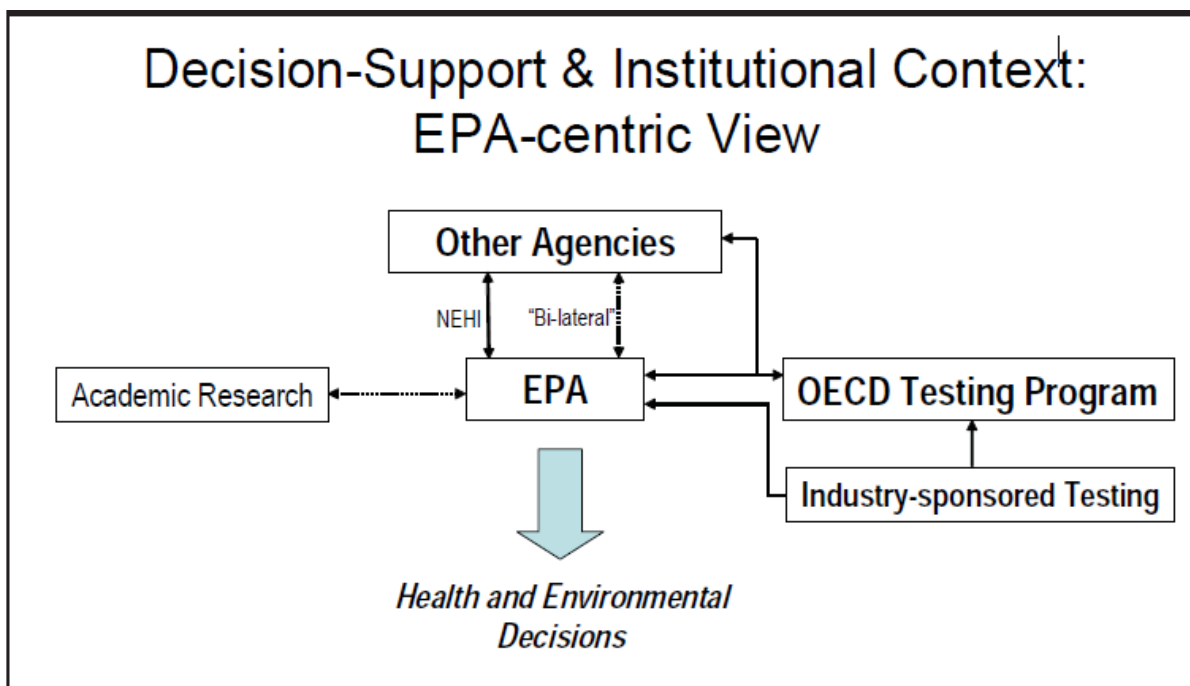 Decision-Support & Institutional Context:
EPA-centric View
Other Agencies
NEHI
"Bi-lateral"
Academic Research
EPA
OECD Testing Program
Industry-sponsored Testing
Health and Environmental
Decisions